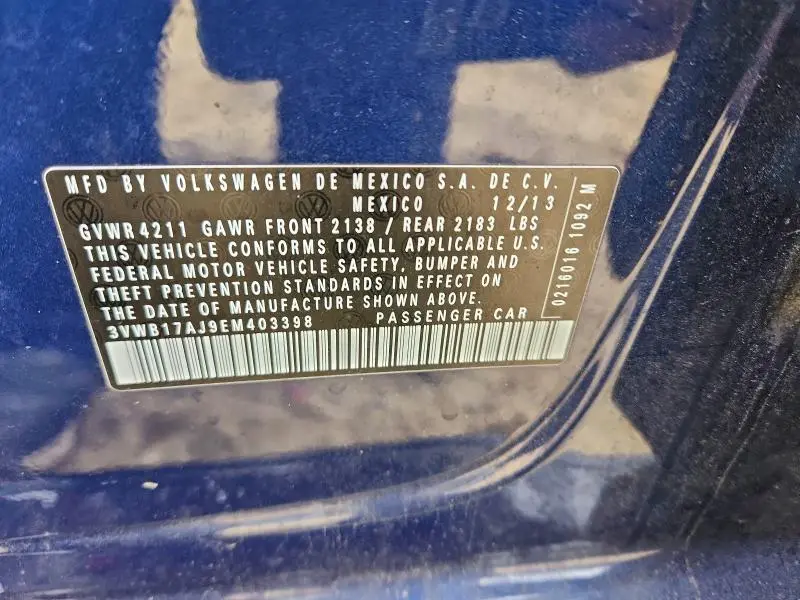 MFD BY VOLKSWAGEN DE MEXICO S.A. DE C.V.
MEXICO 12/13
GVWR 4211 GAWR FRONT 2138 / REAR 2183 LBS
THIS VEHICLE CONFORMS TO ALL APPLICABLE U.S.
FEDERAL MOTOR VEHICLE SAFETY, BUMPER AND
THEFT PREVENTION STANDARDS IN EFFECT ON
THE DATE OF MANUFACTURE SHOWN ABOVE.
3VWB17AJ9EM403398 PASSENGER CAR
0216016 1092 M